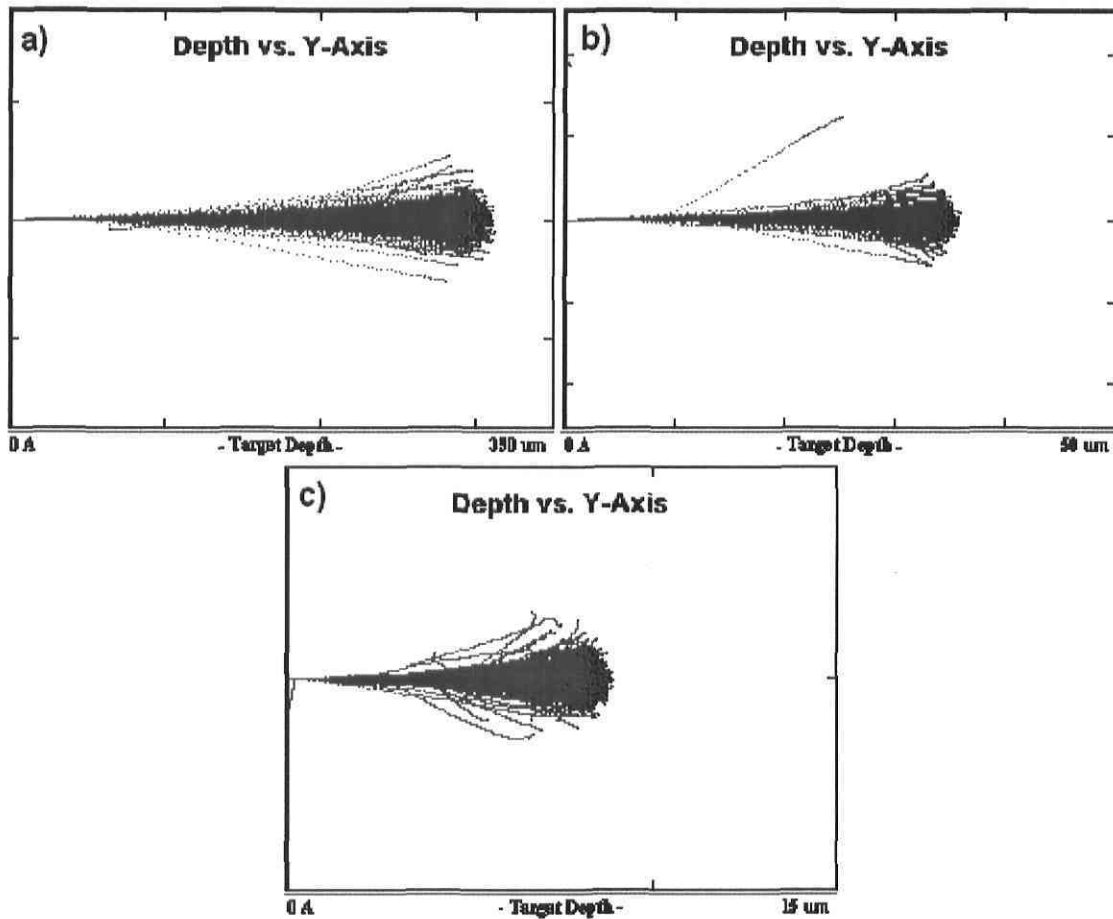 a)
Depth vs. Y-Axis
0 A
- Target Depth -
350 um
b)
Depth vs. Y-Axis
0 A
- Target Depth -
50 um
c)
Depth vs. Y-Axis
0 A
- Target Depth -
15 um